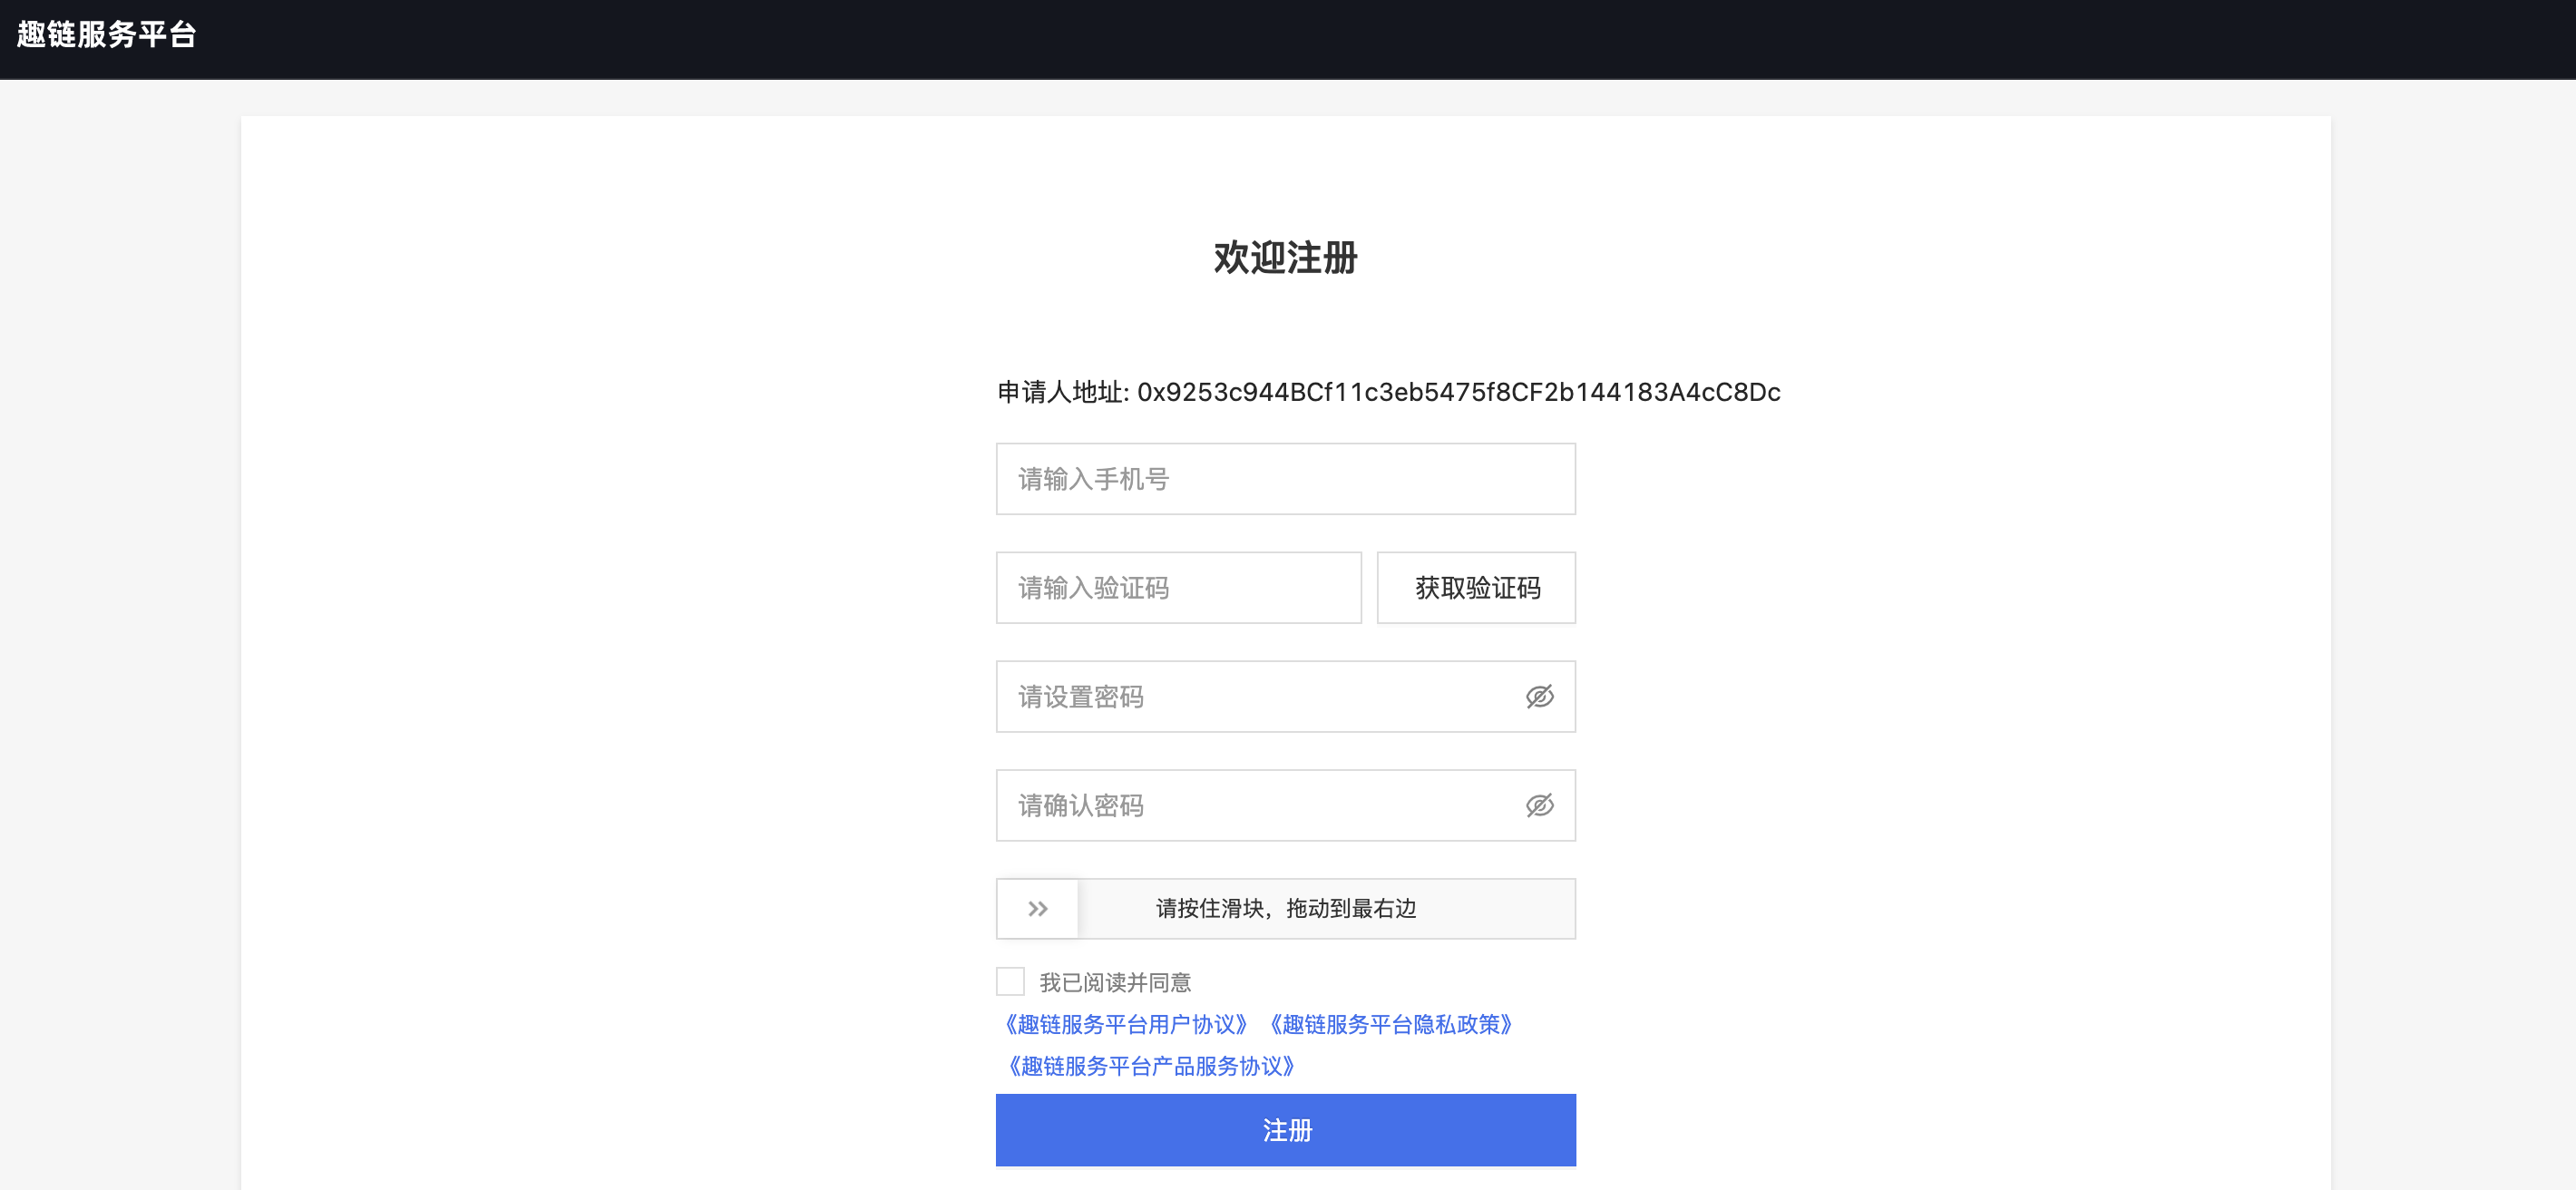 趣链服务平台
欢迎注册
申请人地址: 0x9253c944BCf11c3eb5475f8CF2b144183A4cC8Dc
请输入手机号
请输入验证码 获取验证码
请设置密码
请确认密码
请按住滑块，拖动到最右边
我已阅读并同意
《趣链服务平台用户协议》 《趣链服务平台隐私政策》
《趣链服务平台产品服务协议》
注册